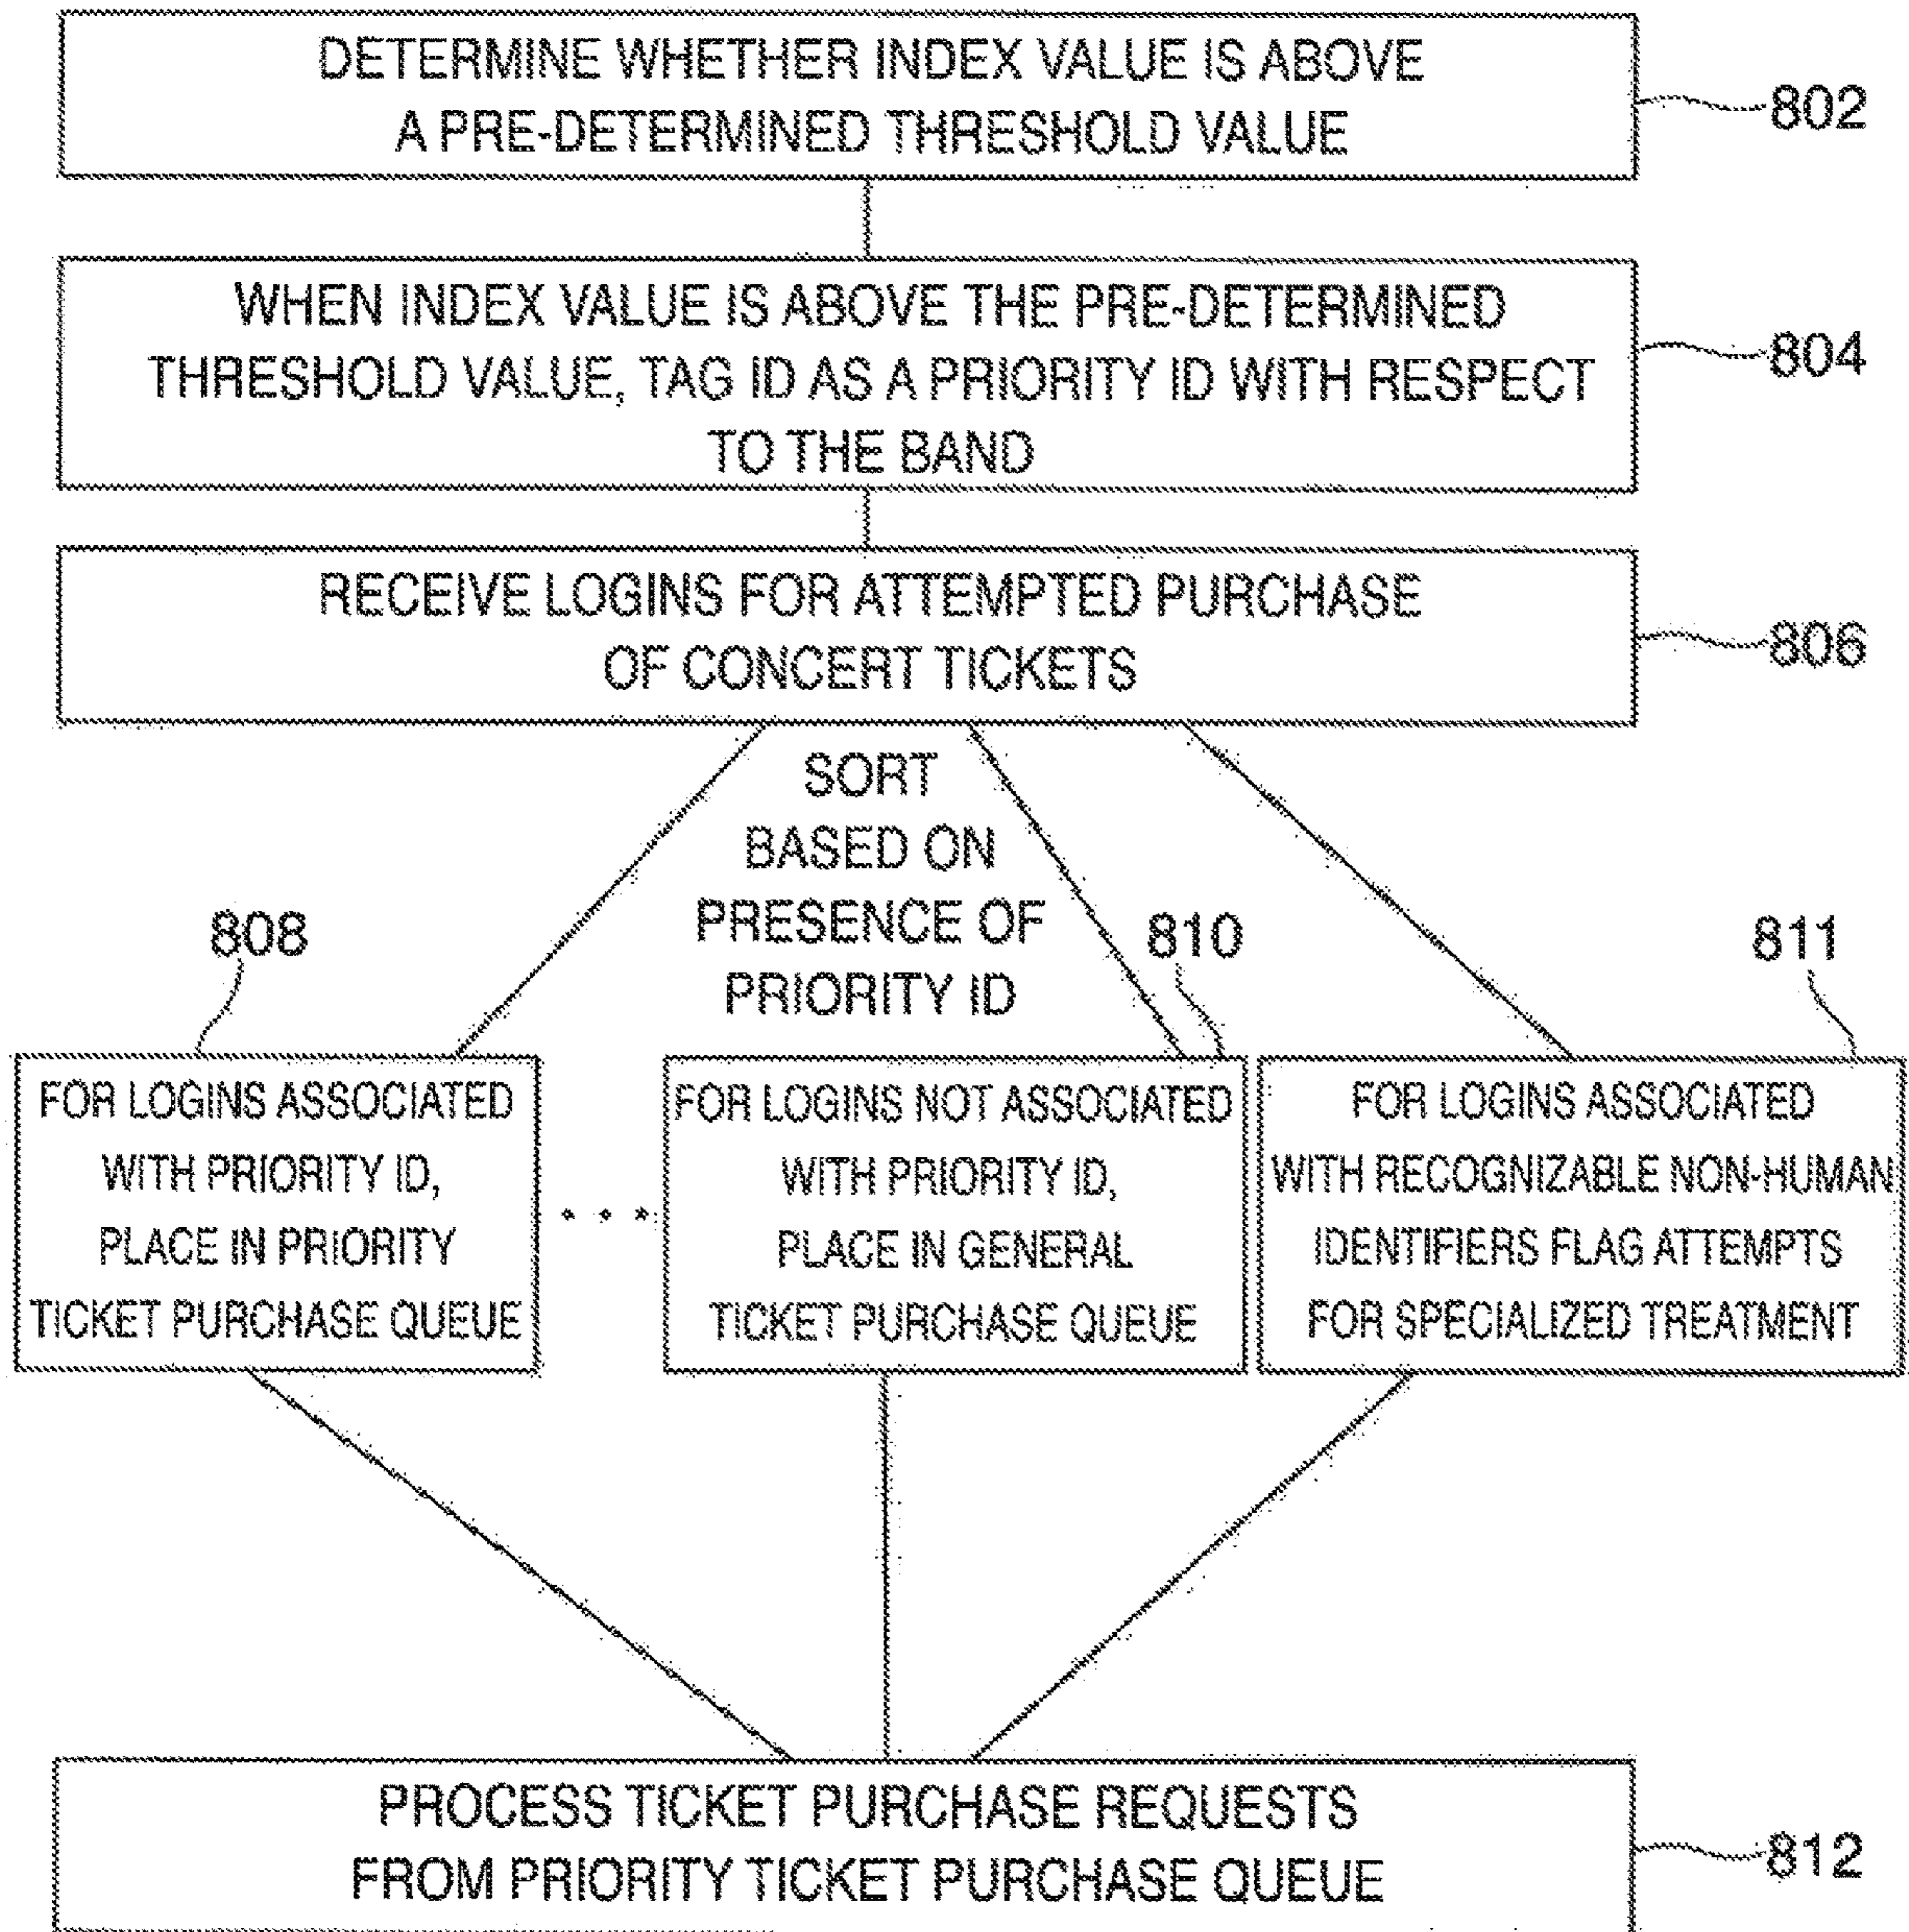 DETERMINE WHETHER INDEX VALUE IS ABOVE
A PRE-DETERMINED THRESHOLD VALUE
802
WHEN INDEX VALUE IS ABOVE THE PRE-DETERMINED
THRESHOLD VALUE, TAG ID AS A PRIORITY ID WITH RESPECT
TO THE BAND
804
RECEIVE LOGINS FOR ATTEMPTED PURCHASE
OF CONCERT TICKETS
806
SORT
BASED ON
PRESENCE OF
PRIORITY ID
808
FOR LOGINS ASSOCIATED
WITH PRIORITY ID,
PLACE IN PRIORITY
TICKET PURCHASE QUEUE
. . .
810
FOR LOGINS NOT ASSOCIATED
WITH PRIORITY ID,
PLACE IN GENERAL
TICKET PURCHASE QUEUE
811
FOR LOGINS ASSOCIATED
WITH RECOGNIZABLE NON-HUMAN
IDENTIFIERS FLAG ATTEMPTS
FOR SPECIALIZED TREATMENT
PROCESS TICKET PURCHASE REQUESTS
FROM PRIORITY TICKET PURCHASE QUEUE
812